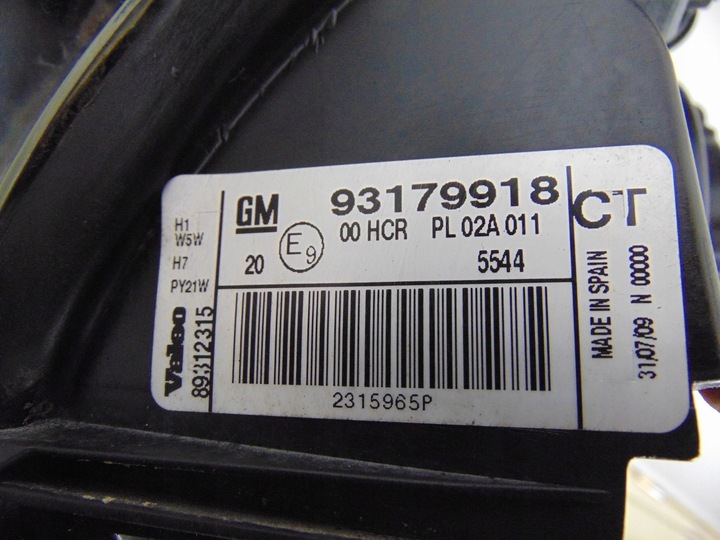 H1
W5W
H7
PY21W
Valeo
89312315
GM 93179918
00 HCR PL 02A 011
20 E9 5544
2315965P
CT
MADE IN SPAIN
31/07/09 N 00000